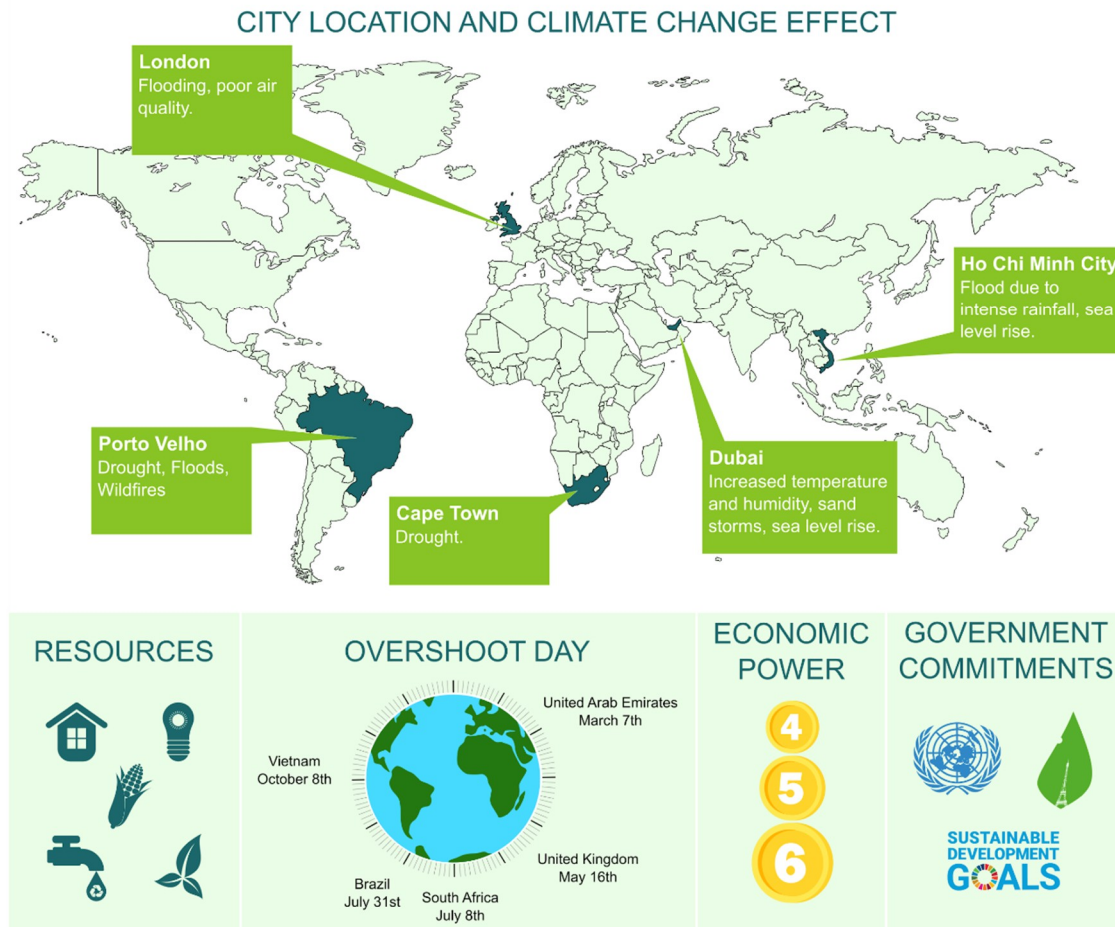 CITY LOCATION AND CLIMATE CHANGE EFFECT
London
Flooding, poor air
quality.
Ho Chi Minh City
Flood due to
intense rainfall, sea
level rise.
Porto Velho
Drought, Floods,
Wildfires
Cape Town
Drought.
Dubai
Increased temperature
and humidity, sand
storms, sea level rise.
RESOURCES
OVERSHOOT DAY
United Arab Emirates
March 7th
Vietnam
October 8th
United Kingdom
May 16th
Brazil
July 31st
South Africa
July 8th
ECONOMIC
POWER
4
5
6
GOVERNMENT
COMMITMENTS
SUSTAINABLE
DEVELOPMENT
GOALS